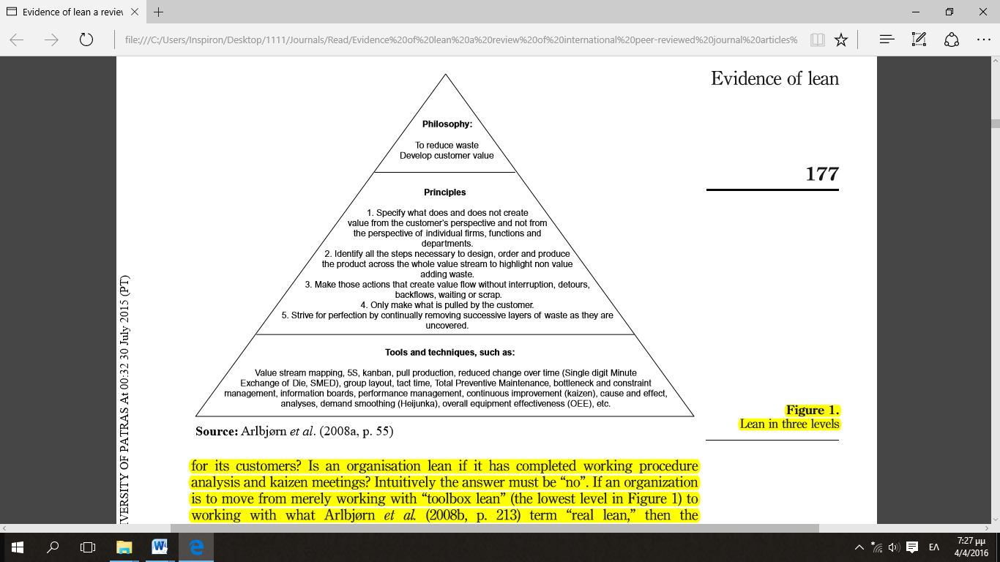 Evidence of lean a review
file:///C:/Users/Inspiron/Desktop/1111/Journals/Read/Evidence%20of%20lean%20a%20review%20of%20international%20peer-reviewed%20journal%20articles%
Evidence of lean
177
Philosophy:
To reduce waste
Develop customer value
Principles
1. Specify what does and does not create
value from the customer's perspective and not from
the perspective of individual firms, functions and
departments.
2. Identify all the steps necessary to design, order and produce
the product across the whole value stream to highlight non value
adding waste.
3. Make those actions that create value flow without interruption, detours,
backflows, waiting or scrap.
4. Only make what is pulled by the customer.
5. Strive for perfection by continually removing successive layers of waste as they are
uncovered.
Tools and techniques, such as:
Value stream mapping, 5S, kanban, pull production, reduced change over time (Single digit Minute
Exchange of Die, SMED), group layout, tact time, Total Preventive Maintenance, bottleneck and constraint
management, information boards, performance management, continuous improvement (kaizen), cause and effect,
analyses, demand smoothing (Heijunka), overall equipment effectiveness (OEE), etc.
Source: Arlbjørn et al. (2008a, p. 55)
Figure 1.
Lean in three levels
IVERSITY OF PATRAS At 00:32 30 July 2015 (PT)
for its customers? Is an organisation lean if it has completed working procedure
analysis and kaizen meetings? Intuitively the answer must be “no”. If an organization
is to move from merely working with “toolbox lean” (the lowest level in Figure 1) to
working with what Arlbjørn et al. (2008b, p. 213) term “real lean,” then the
ΕΛ
7:27 μμ
4/4/2016